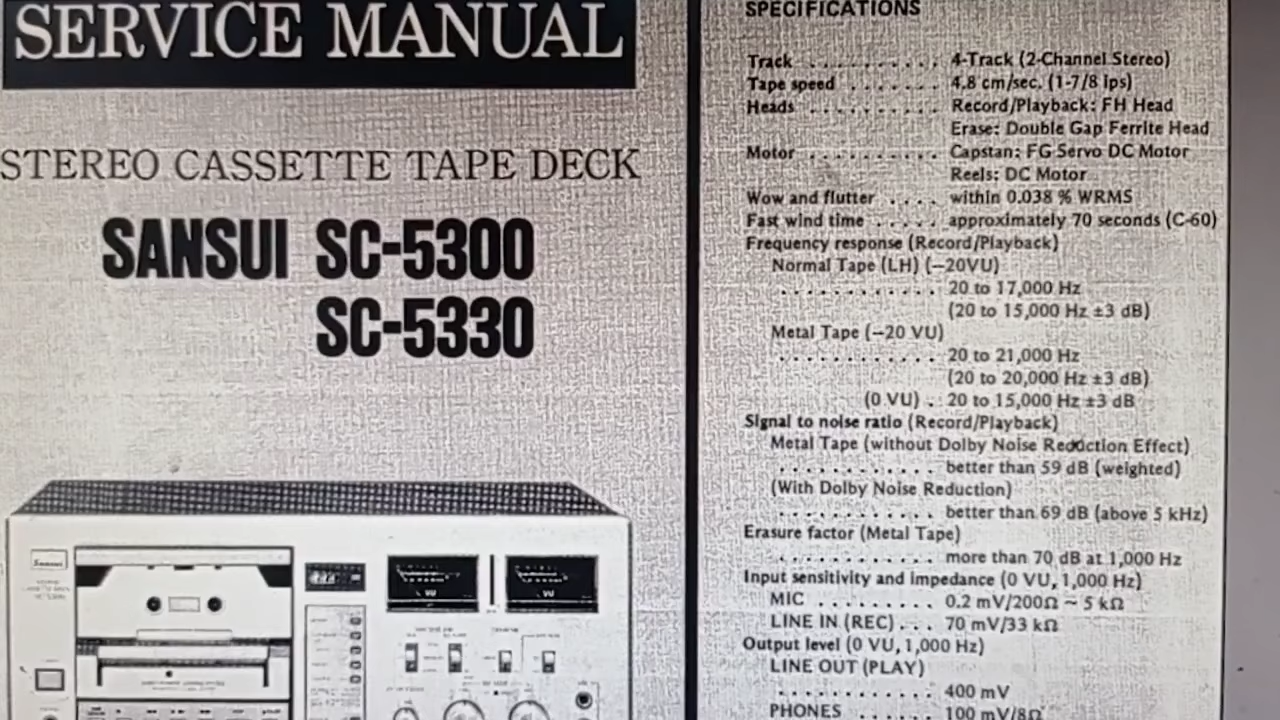 SERVICE MANUAL
STEREO CASSETTE TAPE DECK
SANSUI SC-5300
SC-5330
Sansui
VU
VU
SPECIFICATIONS
Track . . . . . . . . . . . 4-Track (2-Channel Stereo)
Tape speed . . . . . . . 4.8 cm/sec. (1-7/8 ips)
Heads . . . . . . . . . . Record/Playback: FH Head
Erase: Double Gap Ferrite Head
Motor . . . . . . . . . . Capstan: FG Servo DC Motor
Reels: DC Motor
Wow and flutter . . . . within 0.038 % WRMS
Fast wind time . . . . . approximately 70 seconds (C-60)
Frequency response (Record/Playback)
Normal Tape (LH) (−20VU)
. . . . . . . . . . . . 20 to 17,000 Hz
(20 to 15,000 Hz ±3 dB)
Metal Tape (−20 VU)
. . . . . . . . . . . . 20 to 21,000 Hz
(20 to 20,000 Hz ±3 dB)
(0 VU) . 20 to 15,000 Hz ±3 dB
Signal to noise ratio (Record/Playback)
Metal Tape (without Dolby Noise Reduction Effect)
. . . . . . . . . . . . better than 59 dB (weighted)
(With Dolby Noise Reduction)
. . . . . . . . . . . . better than 69 dB (above 5 kHz)
Erasure factor (Metal Tape)
. . . . . . . . . . . . more than 70 dB at 1,000 Hz
Input sensitivity and impedance (0 VU, 1,000 Hz)
MIC . . . . . . . . . 0.2 mV/200Ω ~ 5 kΩ
LINE IN (REC) . . . 70 mV/33 kΩ
Output level (0 VU, 1,000 Hz)
LINE OUT (PLAY)
. . . . . . . . . . . . 400 mV
PHONES . . . . . . 100 mV/8Ω